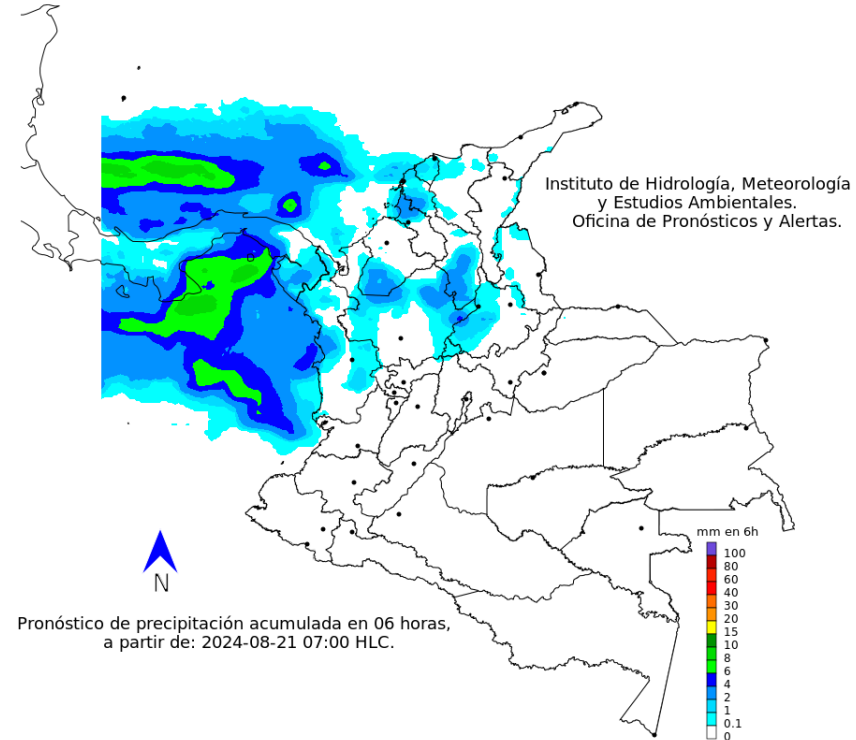 Instituto de Hidrología, Meteorología
y Estudios Ambientales.
Oficina de Pronósticos y Alertas.
mm en 6h
100
80
60
40
30
20
15
10
8
6
4
2
1
0.1
0
N
Pronóstico de precipitación acumulada en 06 horas,
a partir de: 2024-08-21 07:00 HLC.